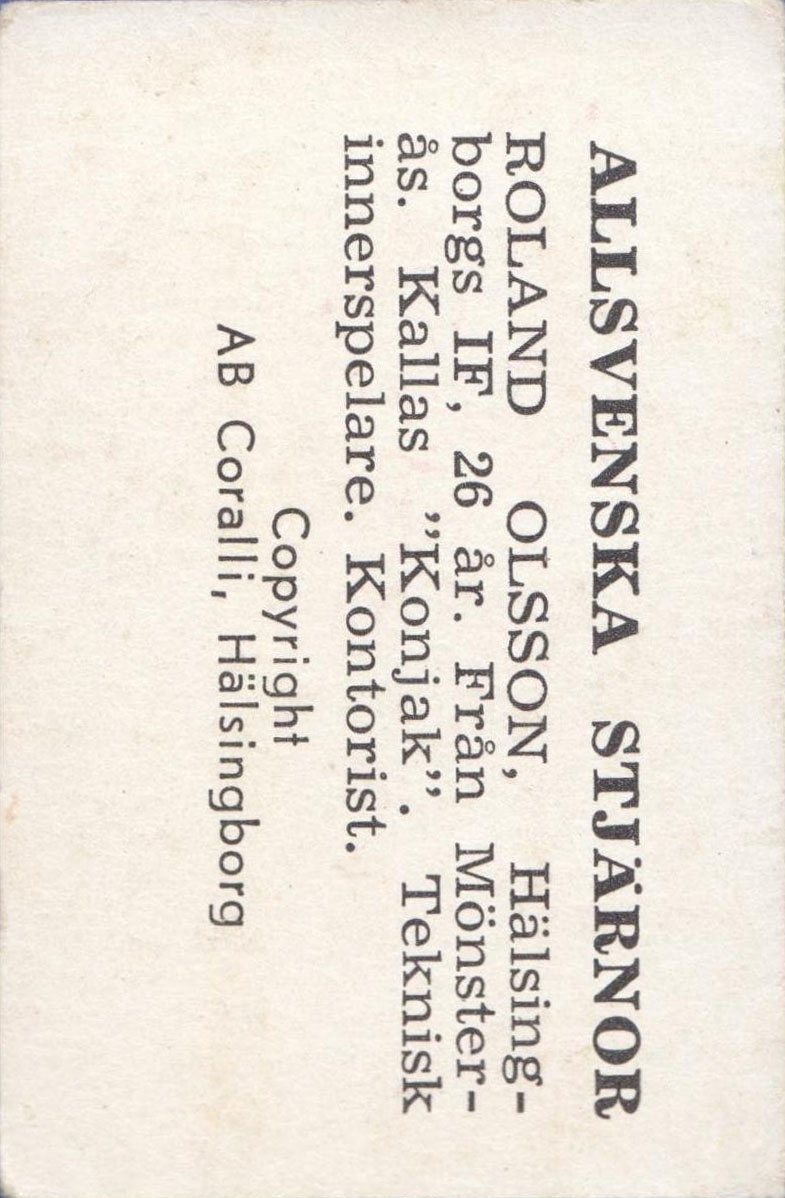 ALLSVENSKA STJÄRNOR
ROLAND OLSSON, Hälsing-
borgs IF, 26 år. Från Mönster-
ås. Kallas ”Konjak”. Teknisk
innerspelare. Kontorist.
Copyright
AB Coralli, Hälsingborg